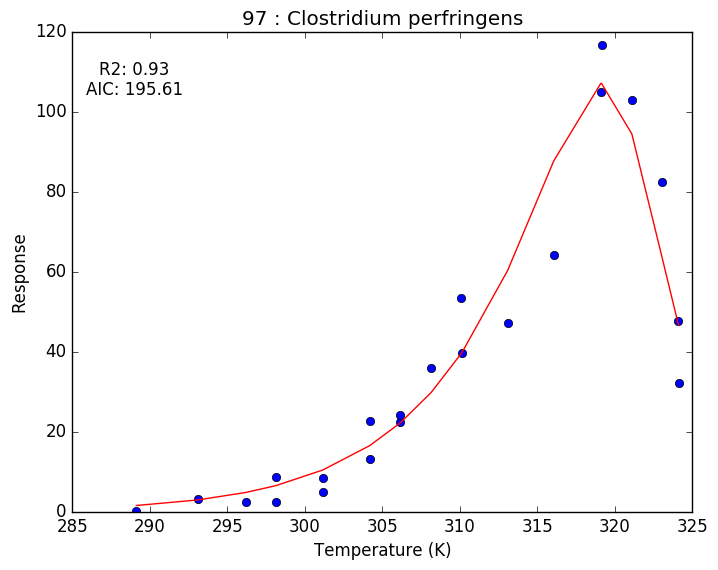 97 : Clostridium perfringens
R2: 0.93
AIC: 195.61
120
100
80
60
40
20
0
Response
285 290 295 300 305 310 315 320 325
Temperature (K)